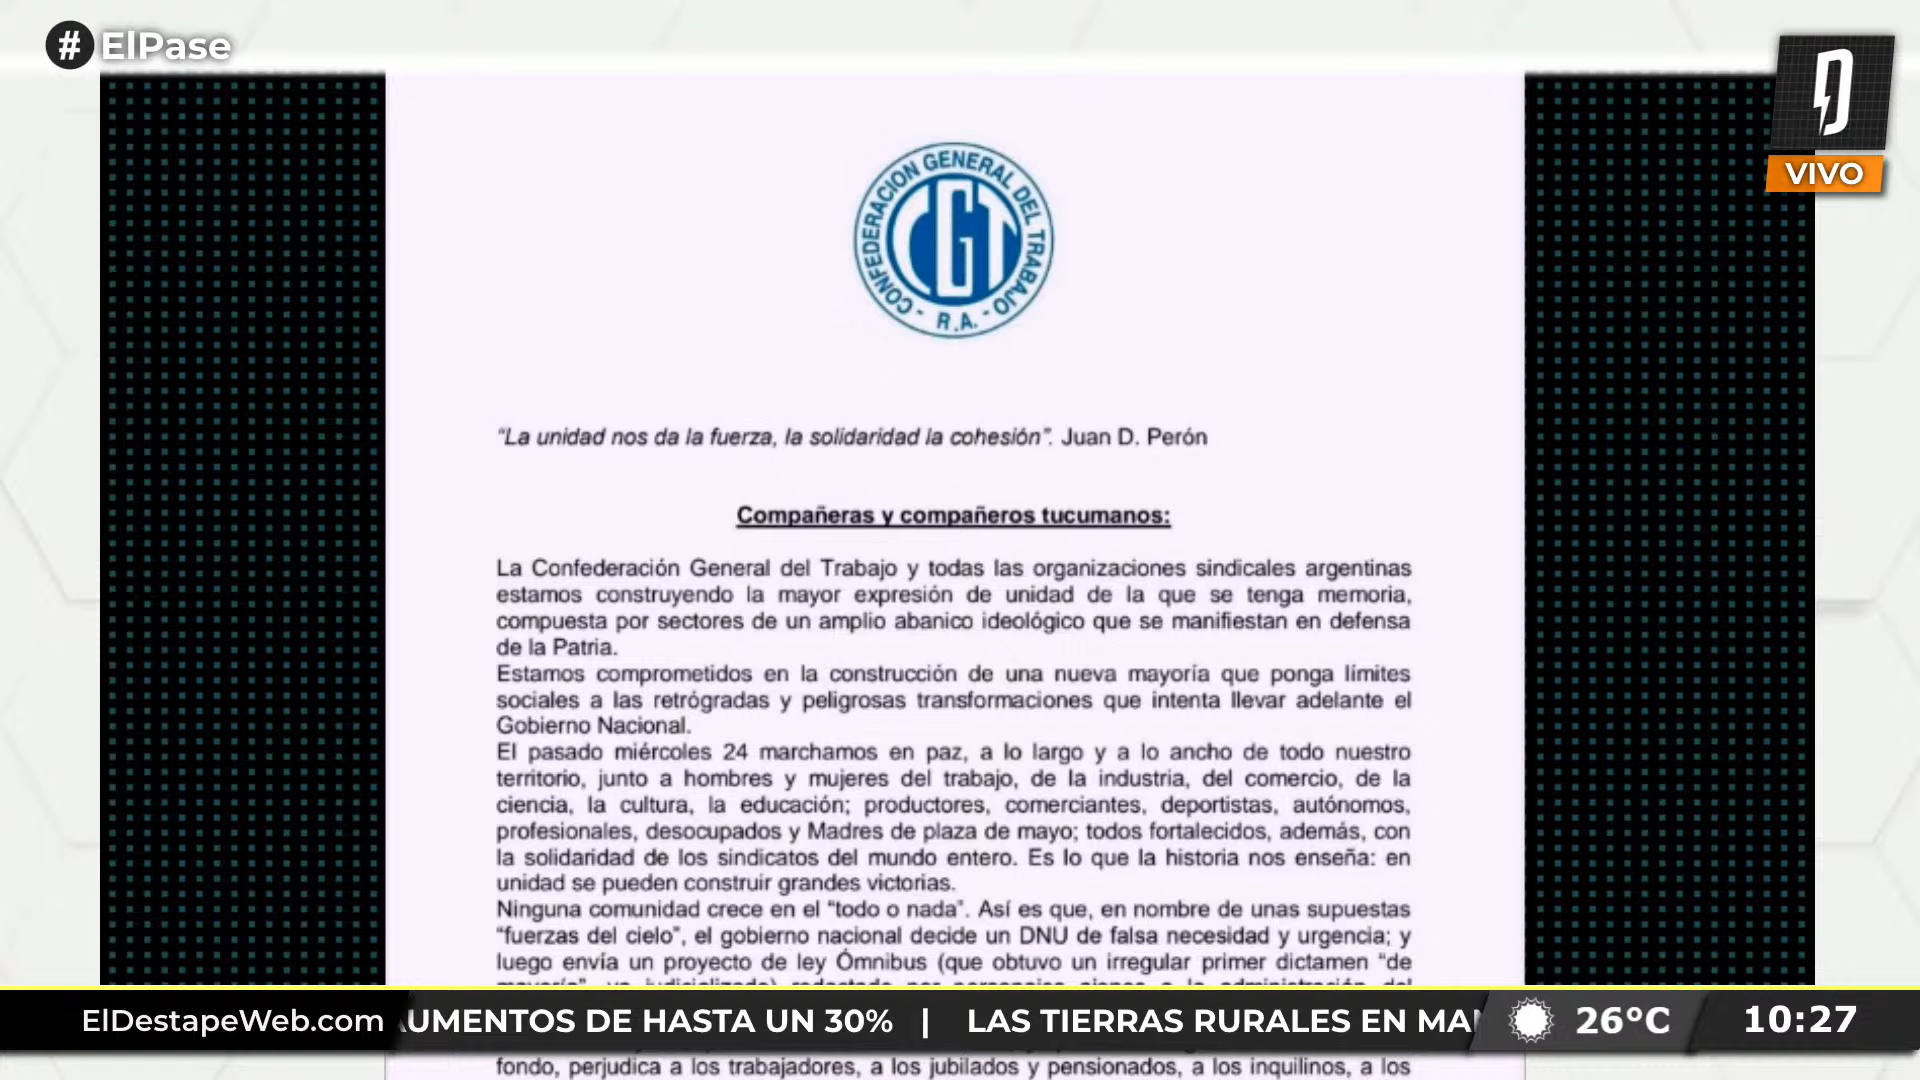 # ElPase
VIVO
CONFEDERACION GENERAL DEL TRABAJO
CGT
- R.A. -
“La unidad nos da la fuerza, la solidaridad la cohesión”. Juan D. Perón
Compañeras y compañeros tucumanos:
La Confederación General del Trabajo y todas las organizaciones sindicales argentinas
estamos construyendo la mayor expresión de unidad de la que se tenga memoria,
compuesta por sectores de un amplio abanico ideológico que se manifiestan en defensa
de la Patria.
Estamos comprometidos en la construcción de una nueva mayoría que ponga límites
sociales a las retrógradas y peligrosas transformaciones que intenta llevar adelante el
Gobierno Nacional.
El pasado miércoles 24 marchamos en paz, a lo largo y a lo ancho de todo nuestro
territorio, junto a hombres y mujeres del trabajo, de la industria, del comercio, de la
ciencia, la cultura, la educación; productores, comerciantes, deportistas, autónomos,
profesionales, desocupados y Madres de plaza de mayo; todos fortalecidos, además, con
la solidaridad de los sindicatos del mundo entero. Es lo que la historia nos enseña: en
unidad se pueden construir grandes victorias.
Ninguna comunidad crece en el “todo o nada”. Así es que, en nombre de unas supuestas
“fuerzas del cielo”, el gobierno nacional decide un DNU de falsa necesidad y urgencia; y
luego envía un proyecto de ley Ómnibus (que obtuvo un irregular primer dictamen “de
ElDestapeWeb.com
AUMENTOS DE HASTA UN 30% | LAS TIERRAS RURALES EN MAN
26°C
10:27
fondo, perjudica a los trabajadores, a los jubilados y pensionados, a los inquilinos, a los